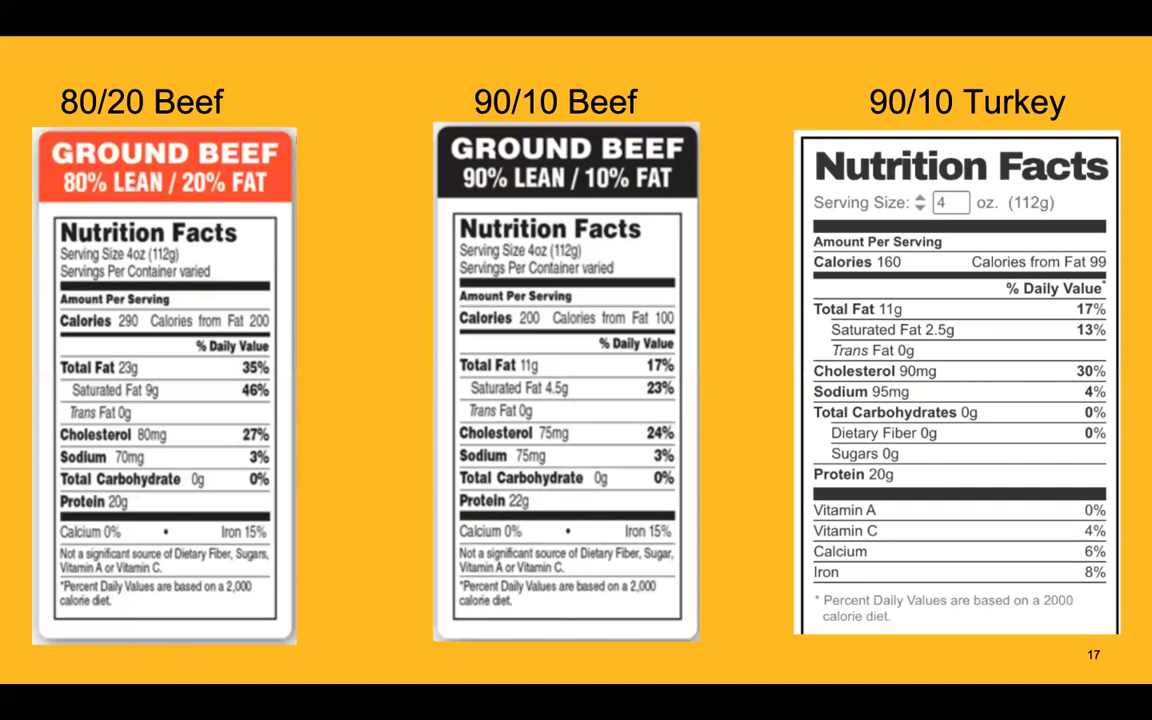 80/20 Beef
GROUND BEEF
80% LEAN / 20% FAT
Nutrition Facts
Serving Size 4oz (112g)
Servings Per Container varied
Amount Per Serving
Calories 290 Calories from Fat 200
% Daily Value
Total Fat 23g 35%
Saturated Fat 9g 46%
Trans Fat 0g
Cholesterol 80mg 27%
Sodium 70mg 3%
Total Carbohydrate 0g 0%
Protein 20g
Calcium 0% • Iron 15%
Not a significant source of Dietary Fiber, Sugars,
Vitamin A or Vitamin C.
*Percent Daily Values are based on a 2,000
calorie diet.
90/10 Beef
GROUND BEEF
90% LEAN / 10% FAT
Nutrition Facts
Serving Size 4oz (112g)
Servings Per Container varied
Amount Per Serving
Calories 200 Calories from Fat 100
% Daily Value
Total Fat 11g 17%
Saturated Fat 4.5g 23%
Trans Fat 0g
Cholesterol 75mg 24%
Sodium 75mg 3%
Total Carbohydrate 0g 0%
Protein 22g
Calcium 0% • Iron 15%
Not a significant source of Dietary Fiber, Sugar,
Vitamin A or Vitamin C.
*Percent Daily Values are based on a 2,000
calorie diet.
90/10 Turkey
Nutrition Facts
Serving Size: 4 oz. (112g)
Amount Per Serving
Calories 160 Calories from Fat 99
% Daily Value*
Total Fat 11g 17%
Saturated Fat 2.5g 13%
Trans Fat 0g
Cholesterol 90mg 30%
Sodium 95mg 4%
Total Carbohydrates 0g 0%
Dietary Fiber 0g 0%
Sugars 0g
Protein 20g
Vitamin A 0%
Vitamin C 4%
Calcium 6%
Iron 8%
* Percent Daily Values are based on a 2000
calorie diet.
17